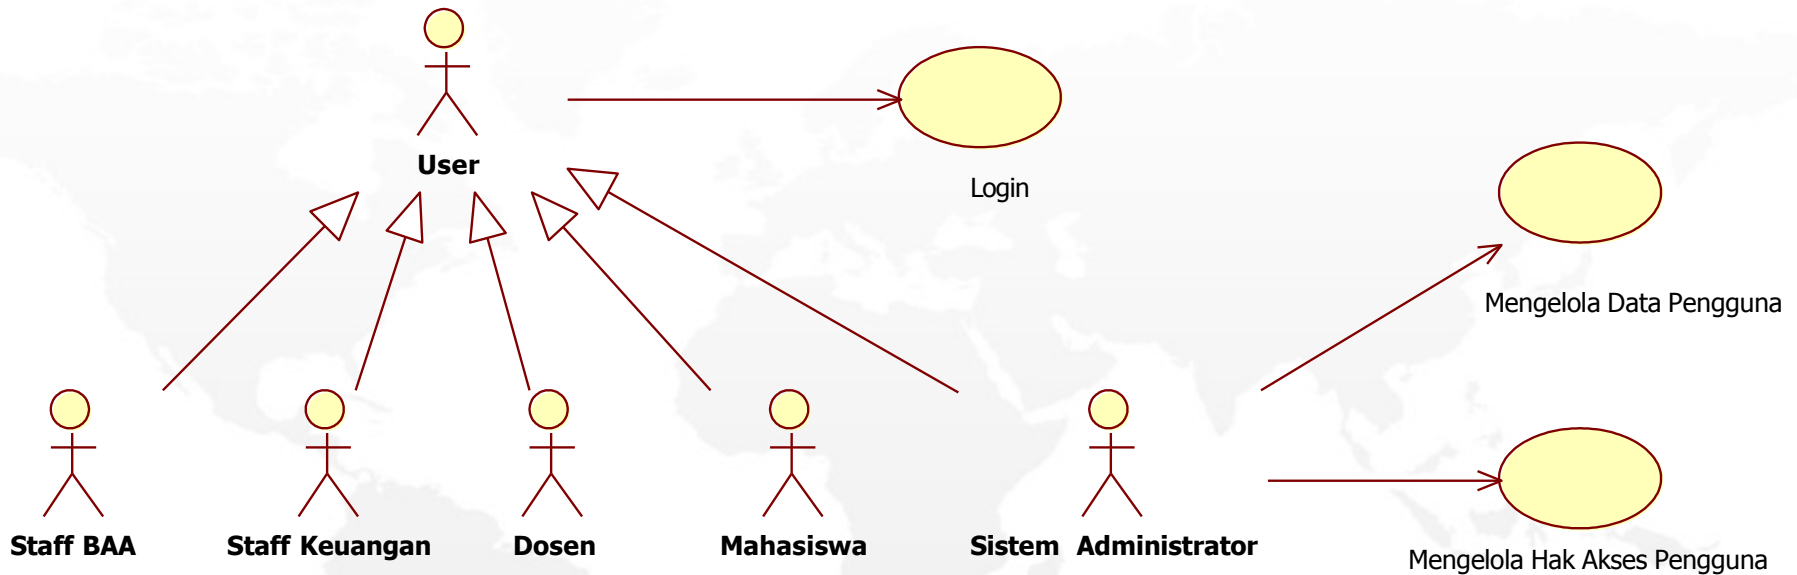 User
Login
Mengelola Data Pengguna
Staff BAA
Staff Keuangan
Dosen
Mahasiswa
Sistem Administrator
Mengelola Hak Akses Pengguna